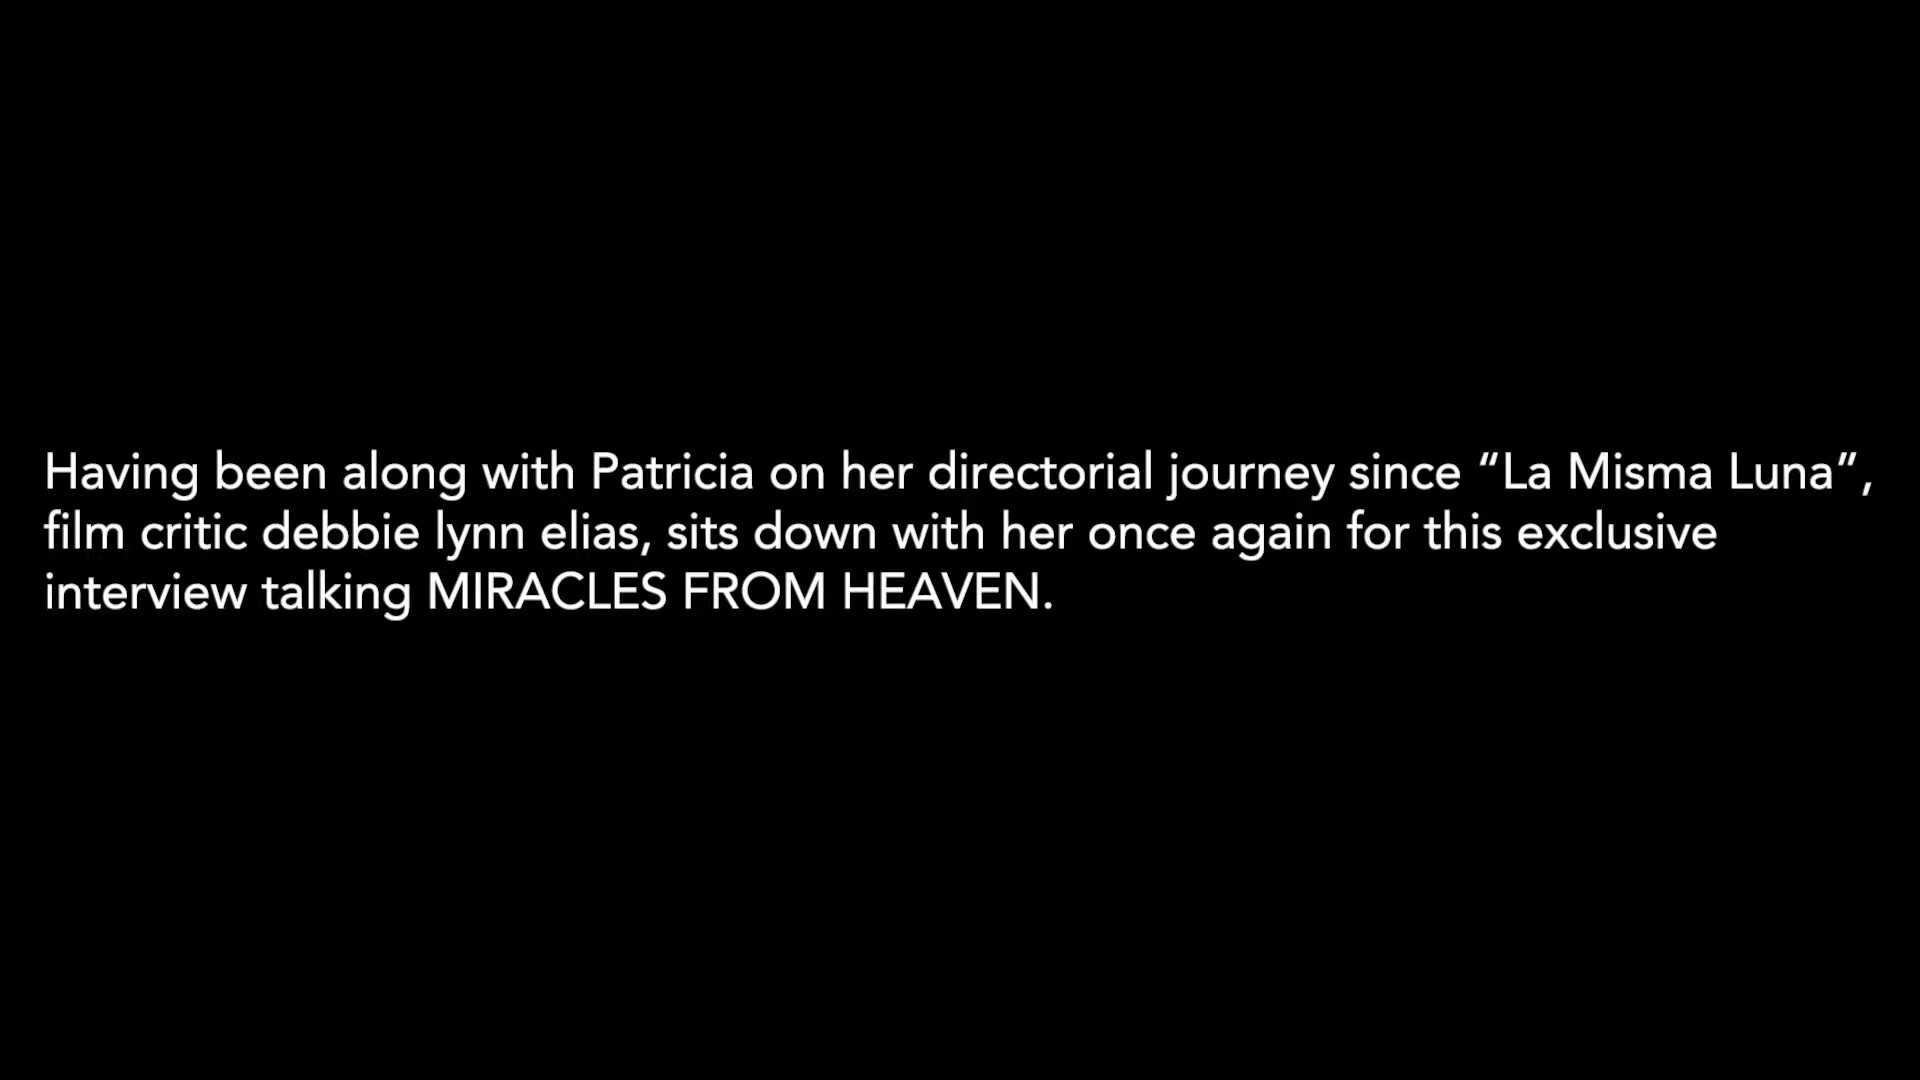 Having been along with Patricia on her directorial journey since “La Misma Luna”,
film critic debbie lynn elias, sits down with her once again for this exclusive
interview talking MIRACLES FROM HEAVEN.